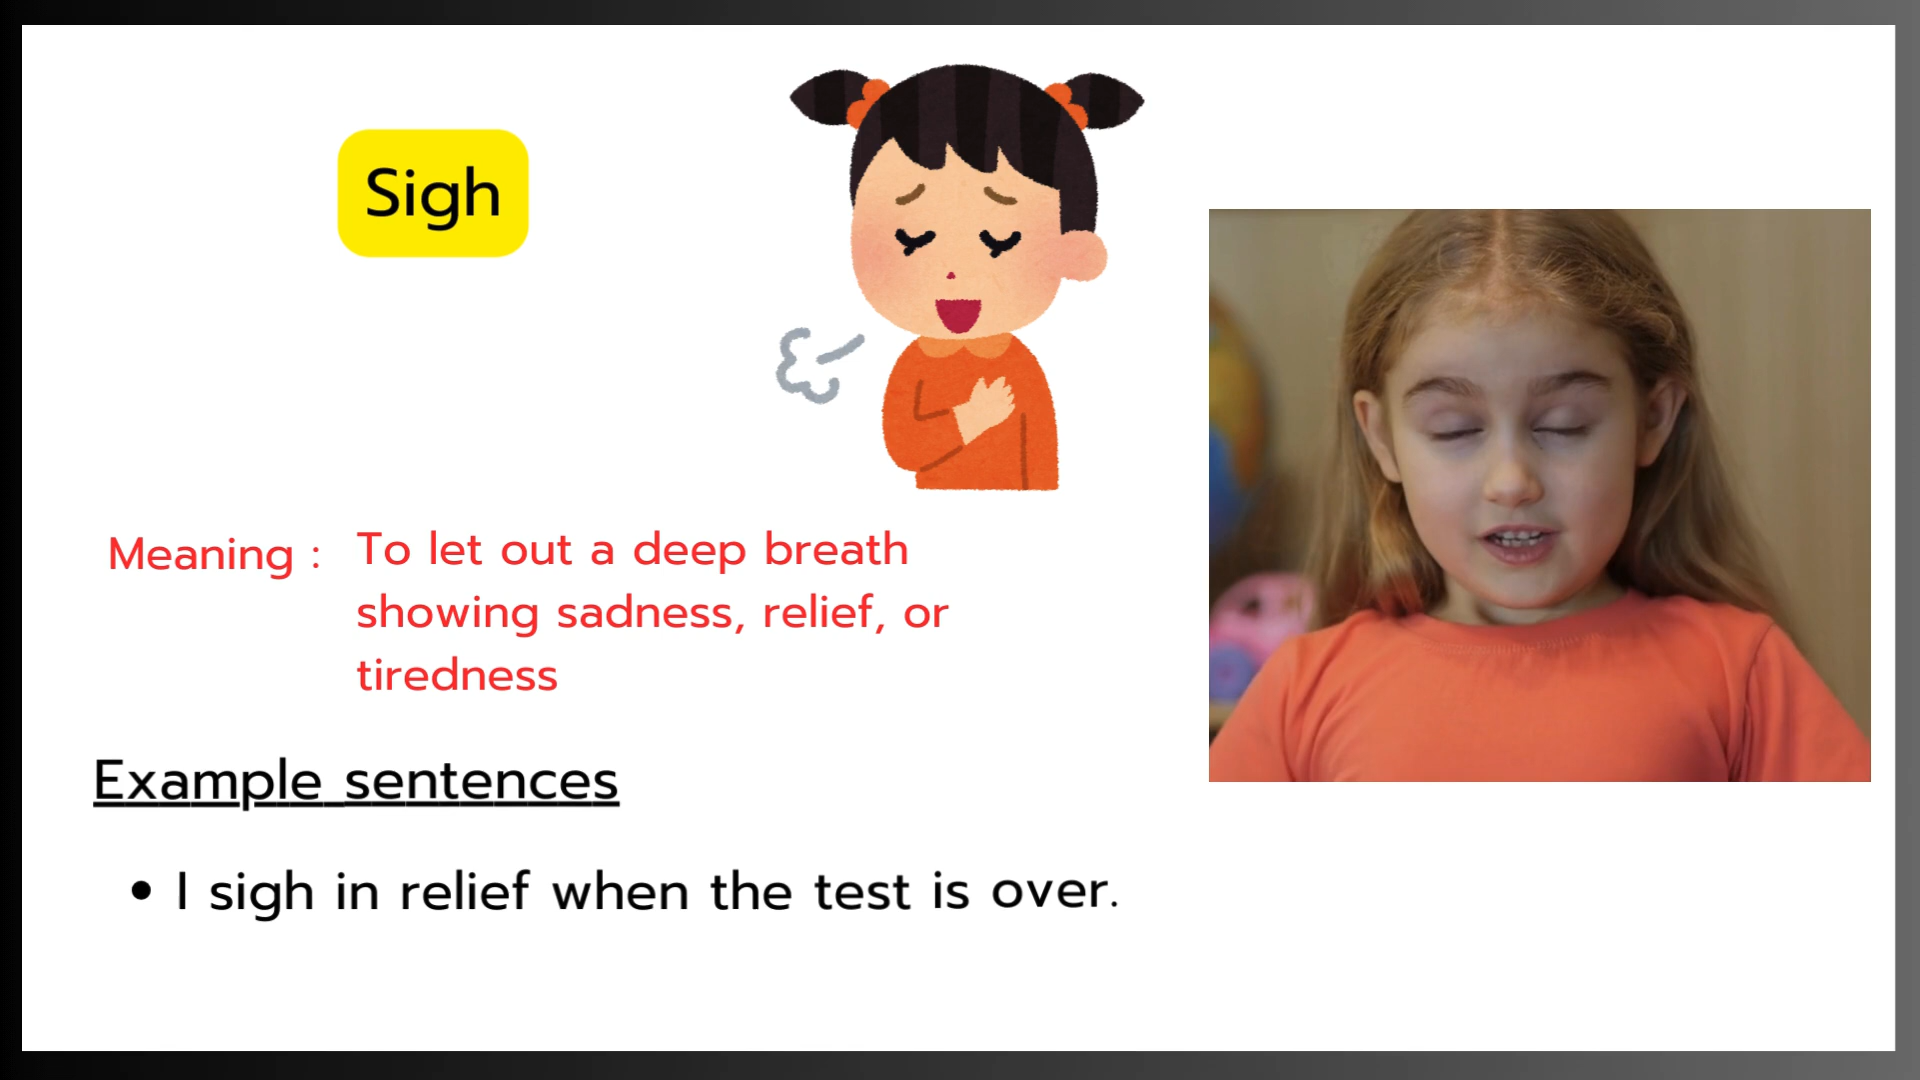 Sigh
Meaning : To let out a deep breath
showing sadness, relief, or
tiredness
Example sentences
• I sigh in relief when the test is over.